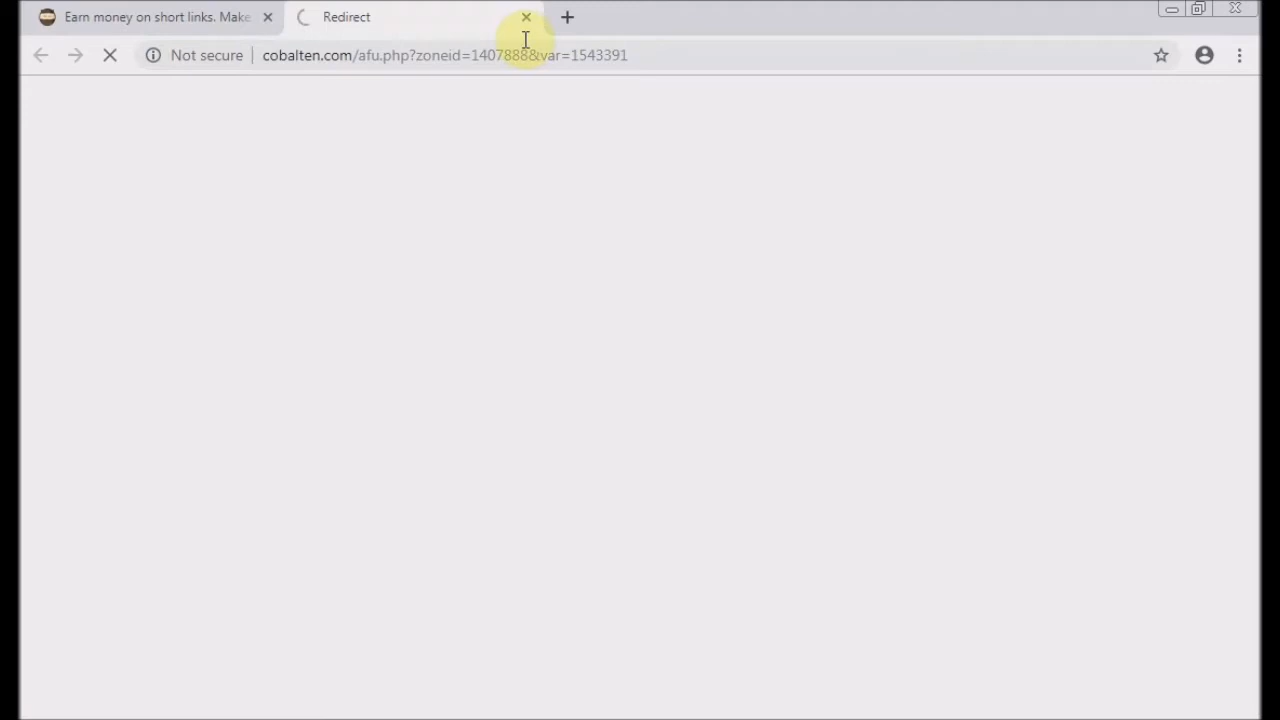 Earn money on short links. Make
Redirect
Not secure
cobalten.com/afu.php?zoneid=1407888&var=1543391